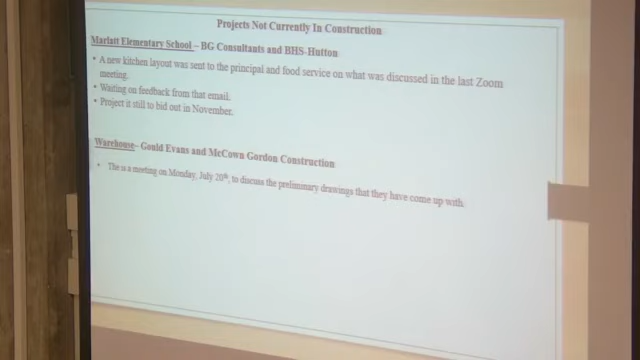 Projects Not Currently In Construction
Marlatt Elementary School – BG Consultants and BHS-Hutton
• A new kitchen layout was sent to the principal and food service on what was discussed in the last Zoom
meeting.
• Waiting on feedback from that email.
• Project it still to bid out in November.
Warehouse– Gould Evans and McCown Gordon Construction
• The is a meeting on Monday, July 20th, to discuss the preliminary drawings that they have come up with.